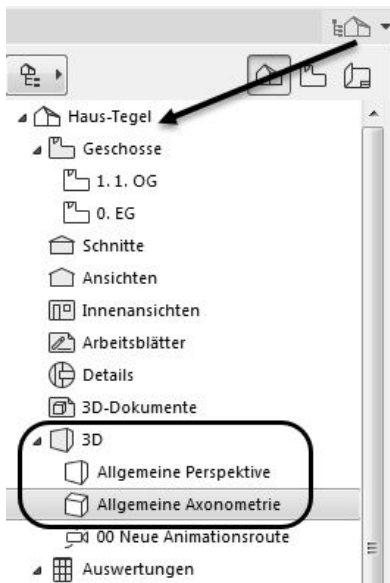 Haus-Tegel
Geschosse
1. 1. OG
0. EG
Schnitte
Ansichten
Innenansichten
Arbeitsblätter
Details
3D-Dokumente
3D
Allgemeine Perspektive
Allgemeine Axonometrie
00 Neue Animationsroute
Auswertungen